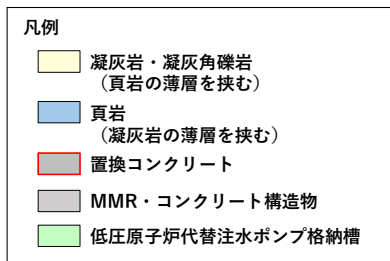 凡例
凝灰岩・凝灰角礫岩
（頁岩の薄層を挟む）
頁岩
（凝灰岩の薄層を挟む）
置換コンクリート
MMR・コンクリート構造物
低圧原子炉代替注水ポンプ格納槽